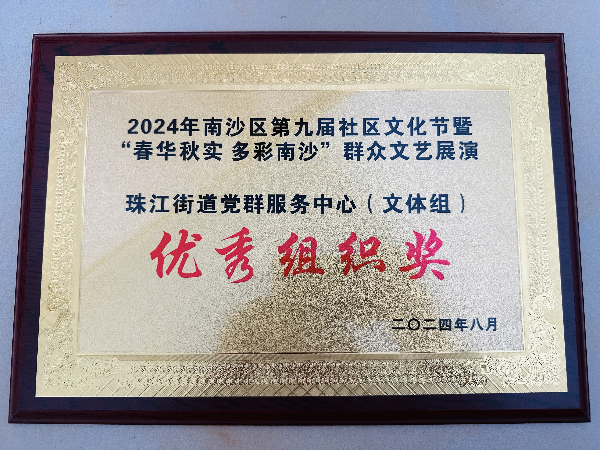 2024年南沙区第九届社区文化节暨
“春华秋实 多彩南沙”群众文艺展演
珠江街道党群服务中心（文体组）
优秀组织奖
二〇二四年八月